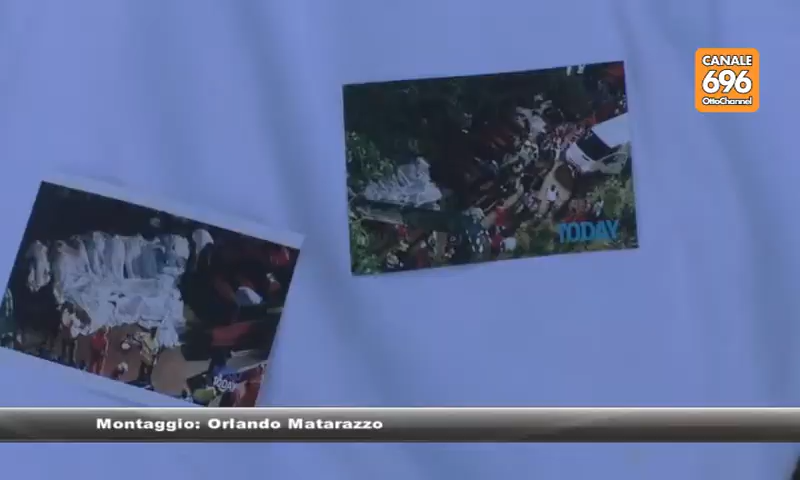 CANALE
696
OttoChannel
TODAY
TODAY
Montaggio: Orlando Matarazzo